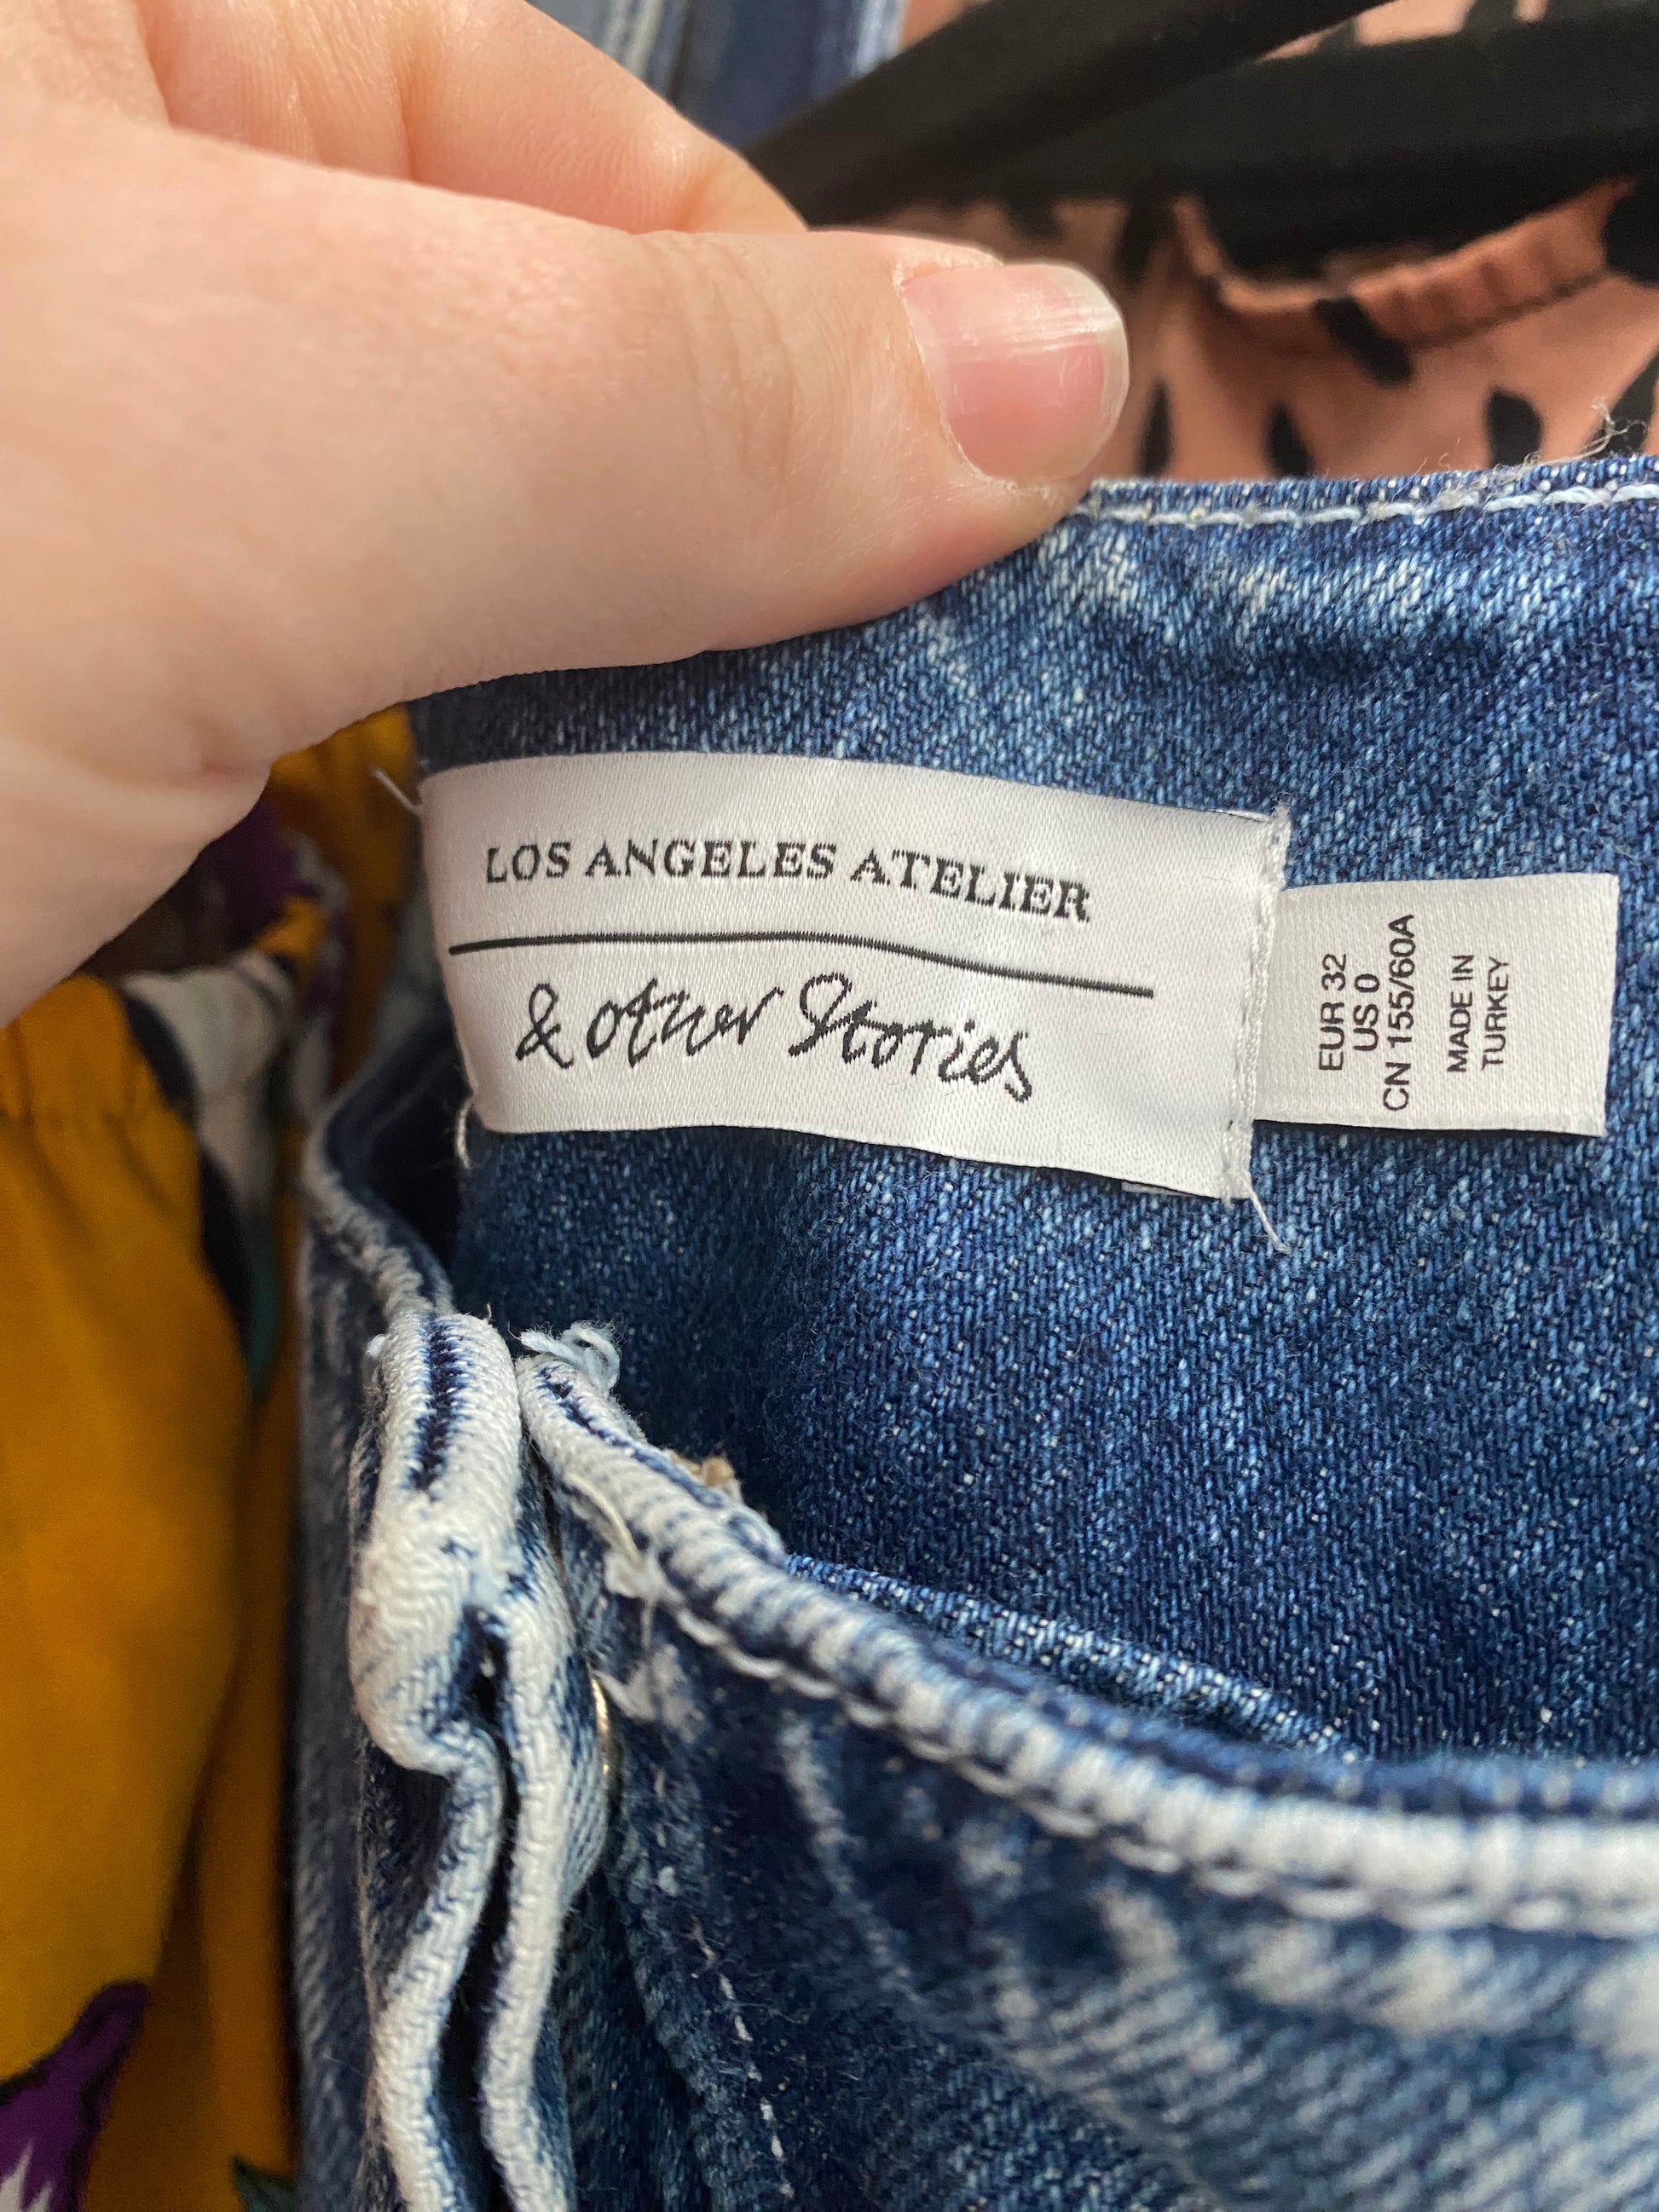 LOS ANGELES ATELIER
& other Stories
EUR 32
US 0
CN 155/60A
MADE IN
TURKEY